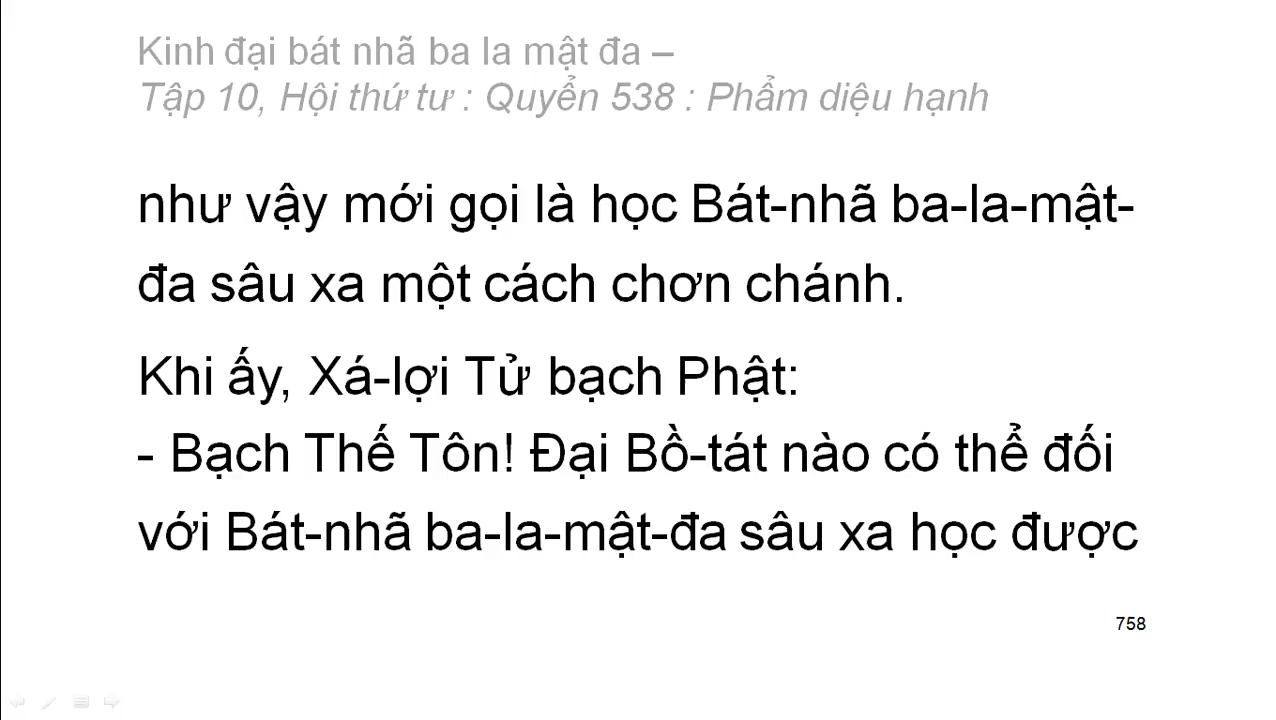 Kinh đại bát nhã ba la mật đa –
Tập 10, Hội thứ tư : Quyển 538 : Phẩm diệu hạnh
như vậy mới gọi là học Bát-nhã ba-la-mật-
đa sâu xa một cách chơn chánh.
Khi ấy, Xá-lợi Tử bạch Phật:
- Bạch Thế Tôn! Đại Bồ-tát nào có thể đối
với Bát-nhã ba-la-mật-đa sâu xa học được
758